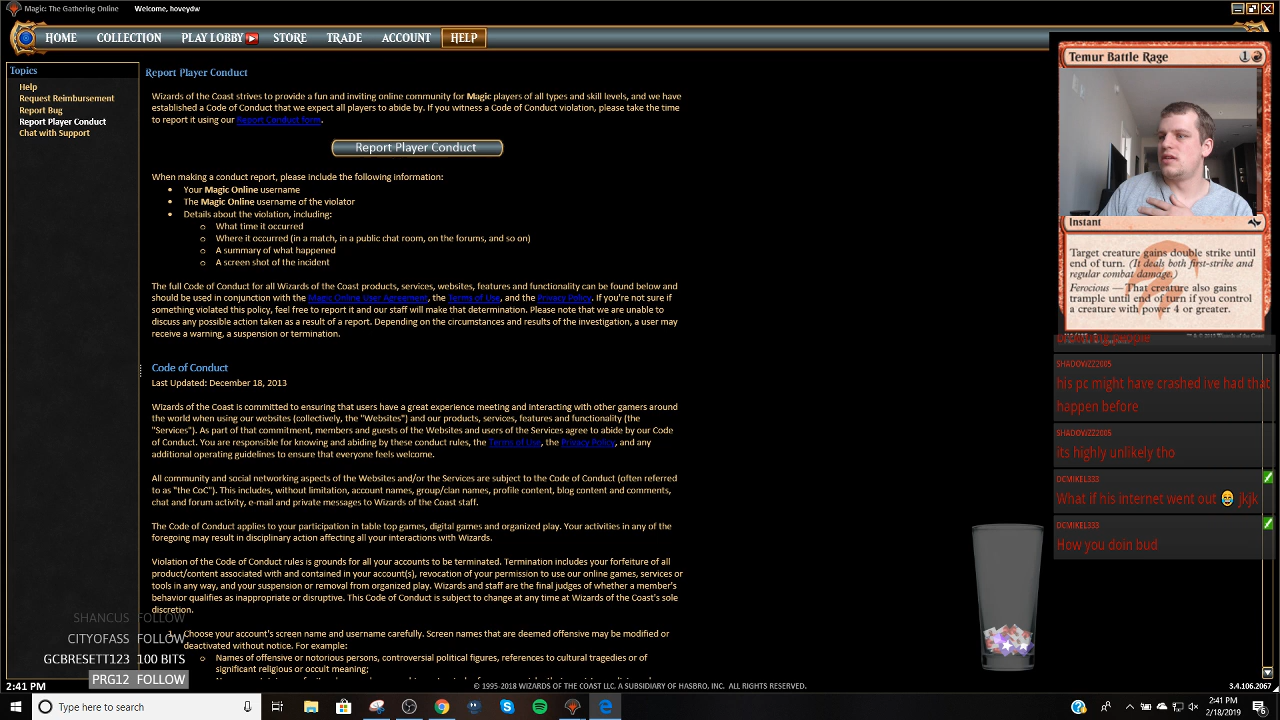 Magic: The Gathering Online
Welcome, hoveydw
HOME COLLECTION PLAY LOBBY STORE TRADE ACCOUNT HELP
Topics
Help
Request Reimbursement
Report Bug
Report Player Conduct
Chat with Support
Report Player Conduct
Wizards of the Coast strives to provide a fun and inviting online community for Magic players of all types and skill levels, and we have
established a Code of Conduct that we expect all players to abide by. If you witness a Code of Conduct violation, please take the time
to report it using our Report Conduct form.
Report Player Conduct
When making a conduct report, please include the following information:
• Your Magic Online username
• The Magic Online username of the violator
• Details about the violation, including:
o What time it occurred
o Where it occurred (in a match, in a public chat room, on the forums, and so on)
o A summary of what happened
o A screen shot of the incident
The full Code of Conduct for all Wizards of the Coast products, services, websites, features and functionality can be found below and
should be used in conjunction with the Magic Online User Agreement, the Terms of Use, and the Privacy Policy. If you're not sure if
something violated this policy, feel free to report it and our staff will make that determination. Please note that we are unable to
discuss any possible action taken as a result of a report. Depending on the circumstances and results of the investigation, a user may
receive a warning, a suspension or termination.
Code of Conduct
Last Updated: December 18, 2013
Wizards of the Coast is committed to ensuring that users have a great experience meeting and interacting with other gamers around
the world when using our websites (collectively, the "Websites") and our products, services, features and functionality (the
"Services"). As part of that commitment, members and guests of the Websites and users of the Services agree to abide by our Code
of Conduct. You are responsible for knowing and abiding by these conduct rules, the Terms of Use, the Privacy Policy, and any
additional operating guidelines to ensure that everyone feels welcome.
All community and social networking aspects of the Websites and/or the Services are subject to the Code of Conduct (often referred
to as "the CoC"). This includes, without limitation, account names, group/clan names, profile content, blog content and comments,
chat and forum activity, e-mail and private messages to Wizards of the Coast staff.
The Code of Conduct applies to your participation in table top games, digital games and organized play. Your activities in any of the
foregoing may result in disciplinary action affecting all your interactions with Wizards.
Violation of the Code of Conduct rules is grounds for all your accounts to be terminated. Termination includes your forfeiture of all
product/content associated with and contained in your account(s), revocation of your permission to use our online games, services or
tools in any way, and your suspension or removal from organized play. Wizards and staff are the final judges of whether a member's
behavior qualifies as inappropriate or disruptive. This Code of Conduct is subject to change at any time at Wizards of the Coast's sole
discretion.
Choose your account's screen name and username carefully. Screen names that are deemed offensive may be modified or
deactivated without notice. For example:
o Names of offensive or notorious persons, controversial political figures, references to cultural tragedies or of
significant religious or occult meaning;
SHANCUS FOLLOW
CITYOFASS FOLLOW
GCBRESETT123 100 BITS
PRG12 FOLLOW
2:41 PM
© 1995-2018 WIZARDS OF THE COAST LLC, A SUBSIDIARY OF HASBRO, INC. ALL RIGHTS RESERVED.
3.4.106.2067
Temur Battle Rage 1
Instant
Target creature gains double strike until
end of turn. (It deals both first-strike and
regular combat damage.)
Ferocious — That creature also gains
trample until end of turn if you control
a creature with power 4 or greater.
people
SHADOWZZ2005
his pc might have crashed ive had that
happen before
SHADOWZZ2005
its highly unlikely tho
DCMIKEL333
What if his internet went out 😂 jkjk
DCMIKEL333
How you doin bud
Type here to search
2:41 PM
2/18/2019
6